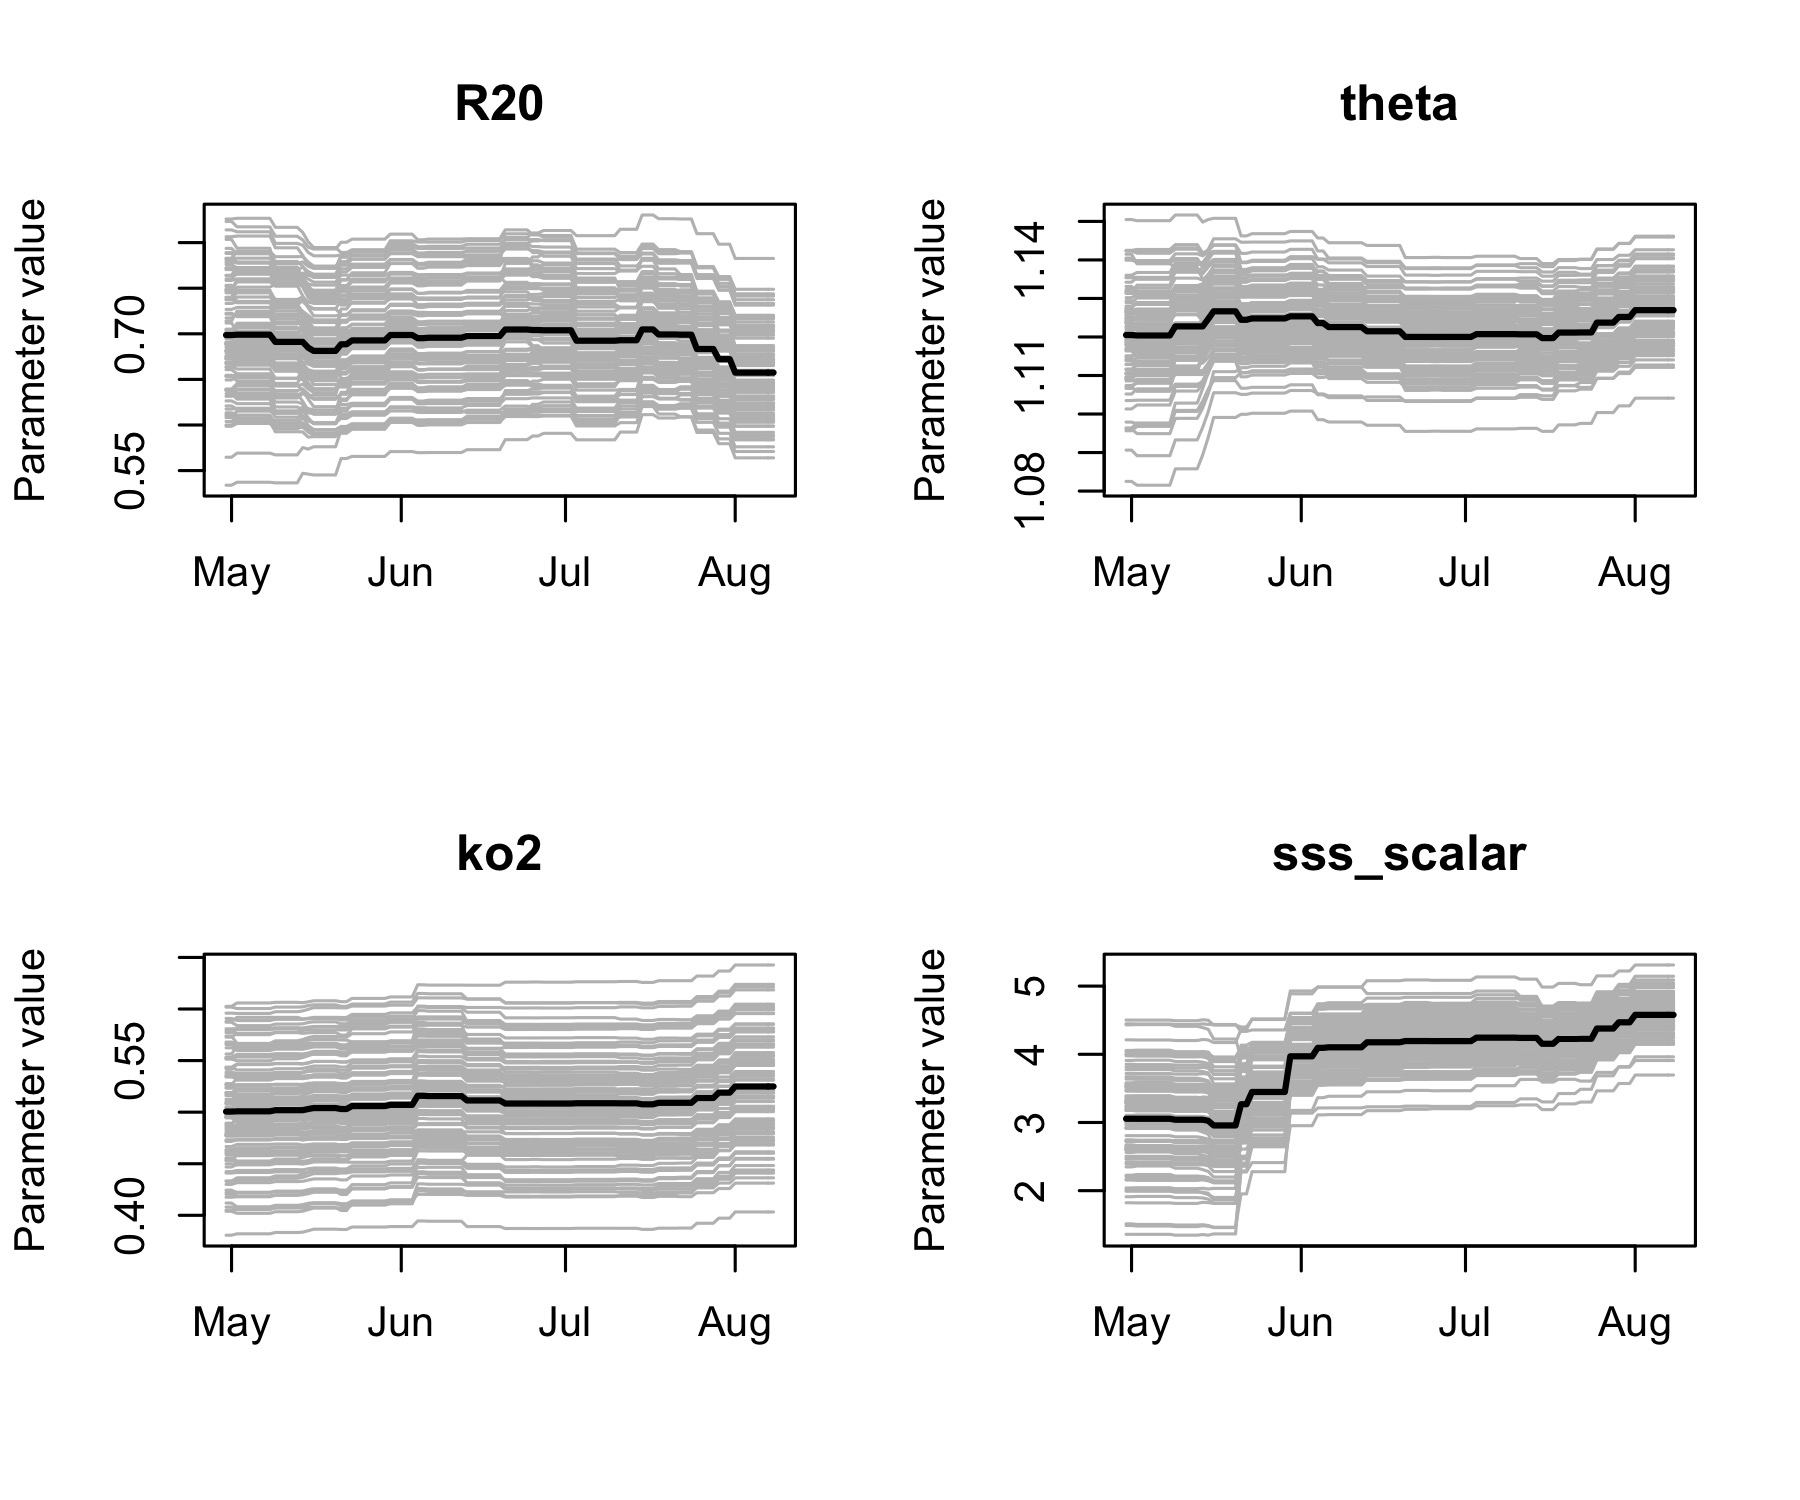 R20
Parameter value
0.70
0.55
May Jun Jul Aug
theta
Parameter value
1.14
1.11
1.08
May Jun Jul Aug
ko2
Parameter value
0.55
0.40
May Jun Jul Aug
sss_scalar
Parameter value
5
4
3
2
May Jun Jul Aug